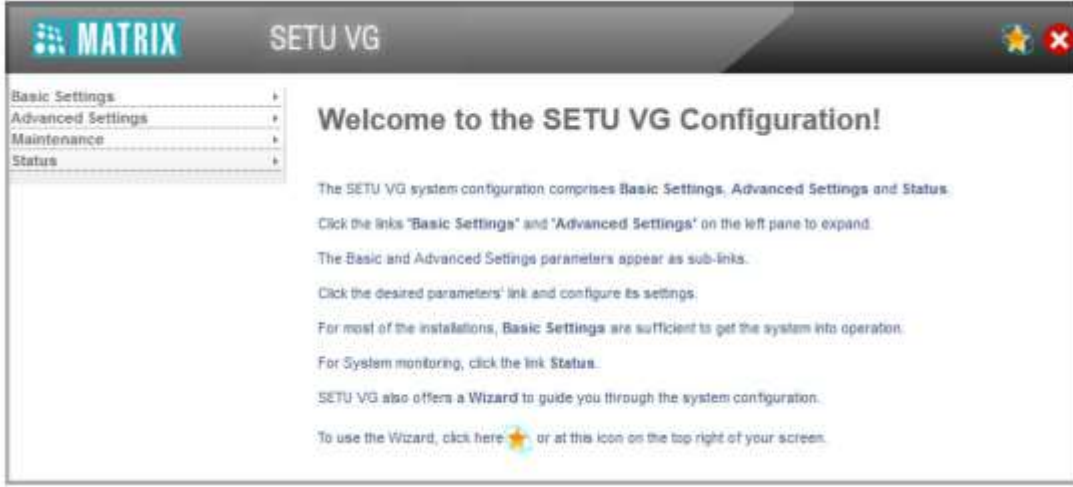 MATRIX SETU VG
Basic Settings
Advanced Settings
Maintenance
Status
Welcome to the SETU VG Configuration!
The SETU VG system configuration comprises Basic Settings, Advanced Settings and Status.
Click the links "Basic Settings" and "Advanced Settings" on the left pane to expand.
The Basic and Advanced Settings parameters appear as sub-links.
Click the desired parameters' link and configure its settings.
For most of the installations, Basic Settings are sufficient to get the system into operation.
For System monitoring, click the link Status.
SETU VG also offers a Wizard to guide you through the system configuration.
To use the Wizard, click here or at this icon on the top right of your screen.